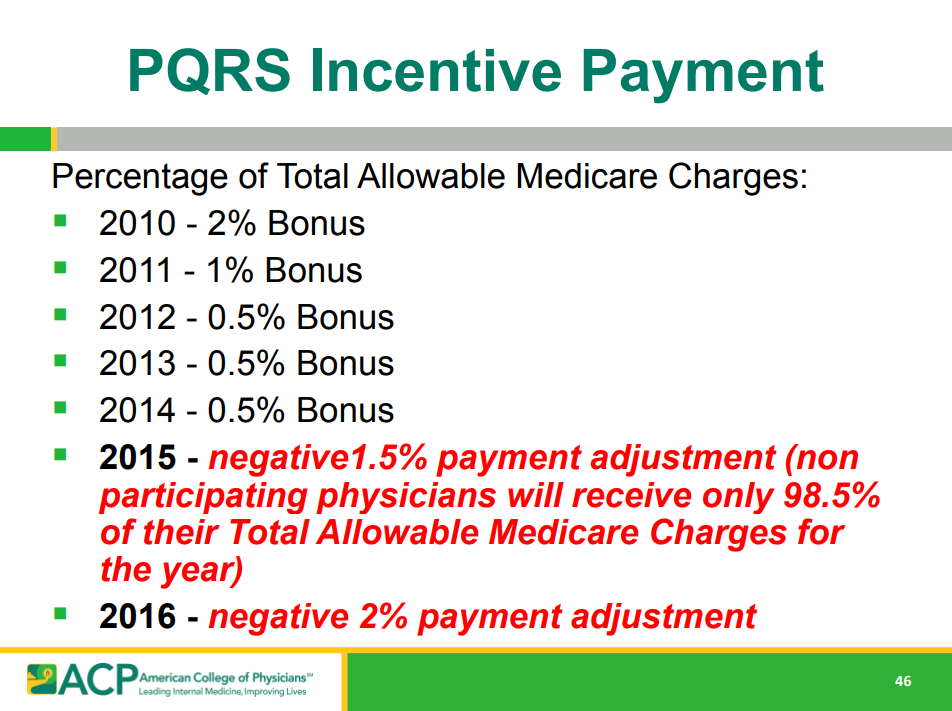 PQRS Incentive Payment
Percentage of Total Allowable Medicare Charges:
▪ 2010 - 2% Bonus
▪ 2011 - 1% Bonus
▪ 2012 - 0.5% Bonus
▪ 2013 - 0.5% Bonus
▪ 2014 - 0.5% Bonus
▪ 2015 - negative1.5% payment adjustment (non
participating physicians will receive only 98.5%
of their Total Allowable Medicare Charges for
the year)
▪ 2016 - negative 2% payment adjustment
ACP American College of Physicians℠
Leading Internal Medicine, Improving Lives
46